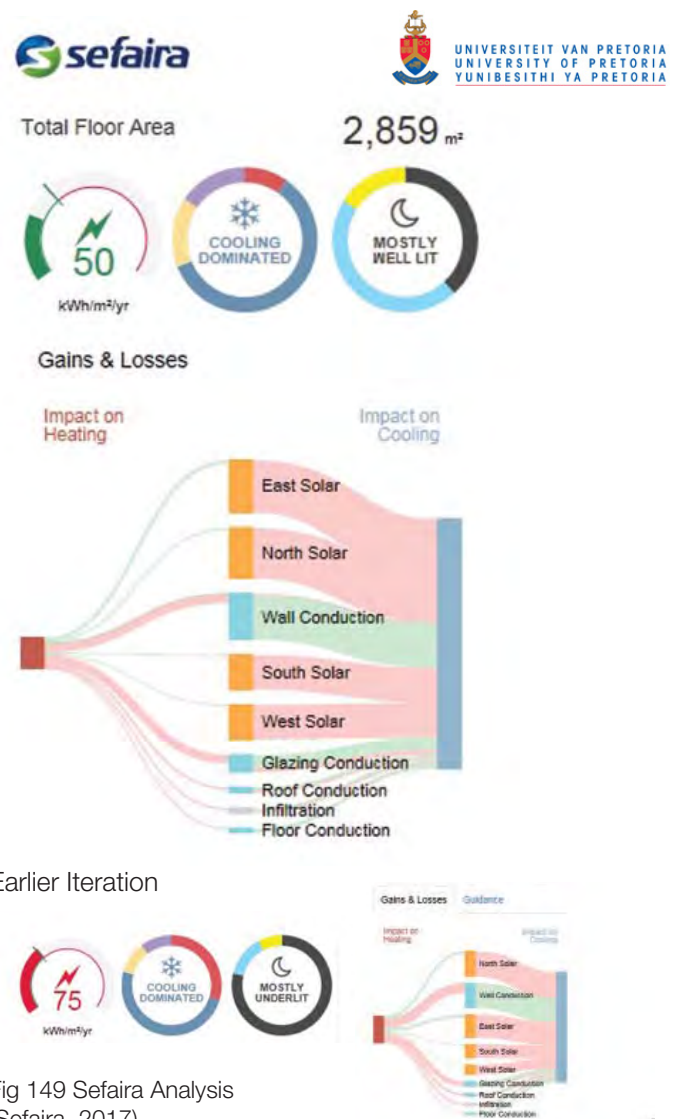 sefaira
UNIVERSITEIT VAN PRETORIA
UNIVERSITY OF PRETORIA
YUNIBESITHI YA PRETORIA
Total Floor Area
2,859 m²
50
kWh/m²/yr
COOLING
DOMINATED
MOSTLY
WELL LIT
Gains & Losses
Impact on
Heating
Impact on
Cooling
East Solar
North Solar
Wall Conduction
South Solar
West Solar
Glazing Conduction
Roof Conduction
Infiltration
Floor Conduction
Earlier Iteration
75
kWh/m²/yr
COOLING
DOMINATED
MOSTLY
UNDERLIT
Gains & Losses Guidance
Impact on
Heating
Impact on
Cooling
North Solar
Wall Conduction
East Solar
South Solar
West Solar
Glazing Conduction
Roof Conduction
Infiltration
Floor Conduction
Fig 149 Sefaira Analysis
(Sefaira, 2017)